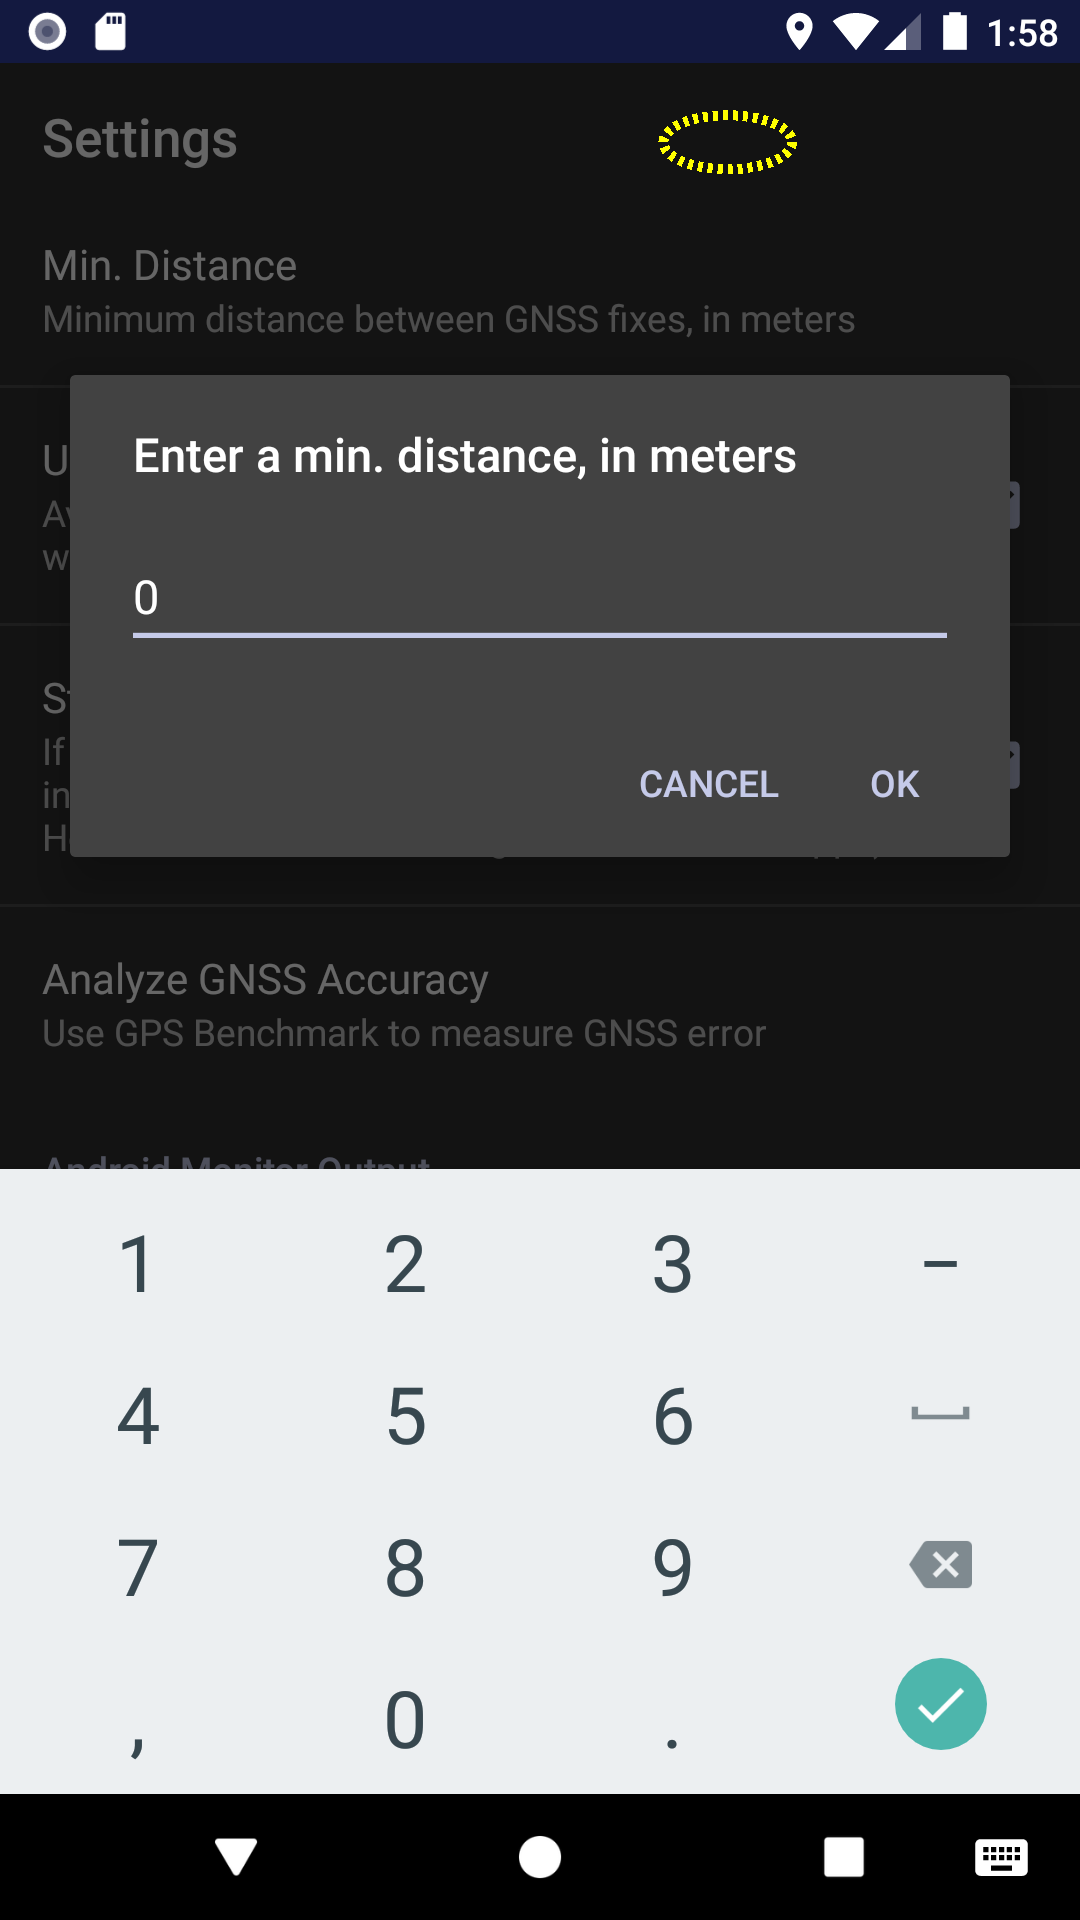 1:58
Settings
Min. Distance
Minimum distance between GNSS fixes, in meters
Enter a min. distance, in meters
0
CANCEL OK
If
in
Analyze GNSS Accuracy
Use GPS Benchmark to measure GNSS error
Android Monitor Output
1 2 3 –
4 5 6
7 8 9
, 0 .